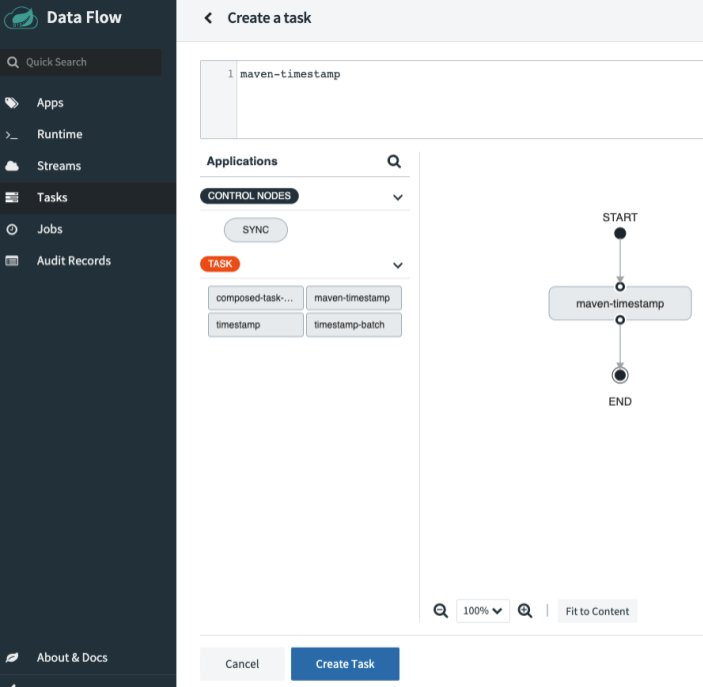 Data Flow
Quick Search
Apps
Runtime
Streams
Tasks
Jobs
Audit Records
About & Docs
Create a task
1 maven-timestamp
Applications
CONTROL NODES
SYNC
TASK
composed-task-... maven-timestamp
timestamp timestamp-batch
START
maven-timestamp
END
100%
Fit to Content
Cancel Create Task